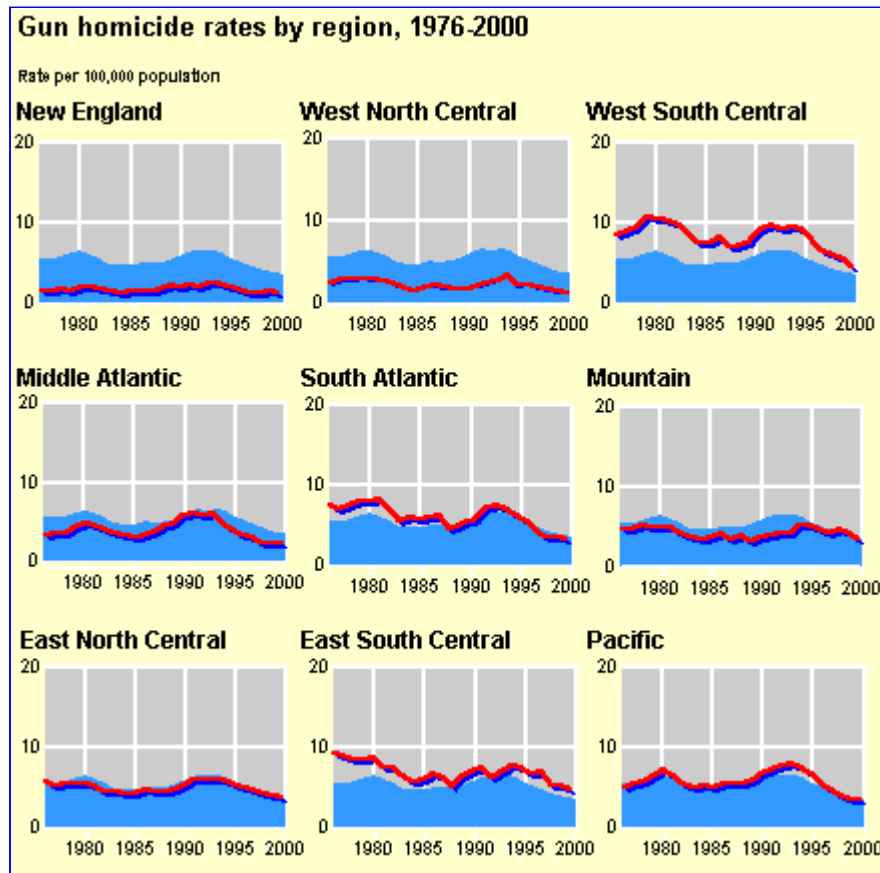 Gun homicide rates by region, 1976-2000
Rate per 100,000 population
New England
West North Central
West South Central
20
20
20
10
10
10
0
0
0
1980 1985 1990 1995 2000
1980 1985 1990 1995 2000
1980 1985 1990 1995 2000
Middle Atlantic
South Atlantic
Mountain
20
20
20
10
10
10
0
0
0
1980 1985 1990 1995 2000
1980 1985 1990 1995 2000
1980 1985 1990 1995 2000
East North Central
East South Central
Pacific
20
20
20
10
10
10
0
0
0
1980 1985 1990 1995 2000
1980 1985 1990 1995 2000
1980 1985 1990 1995 2000